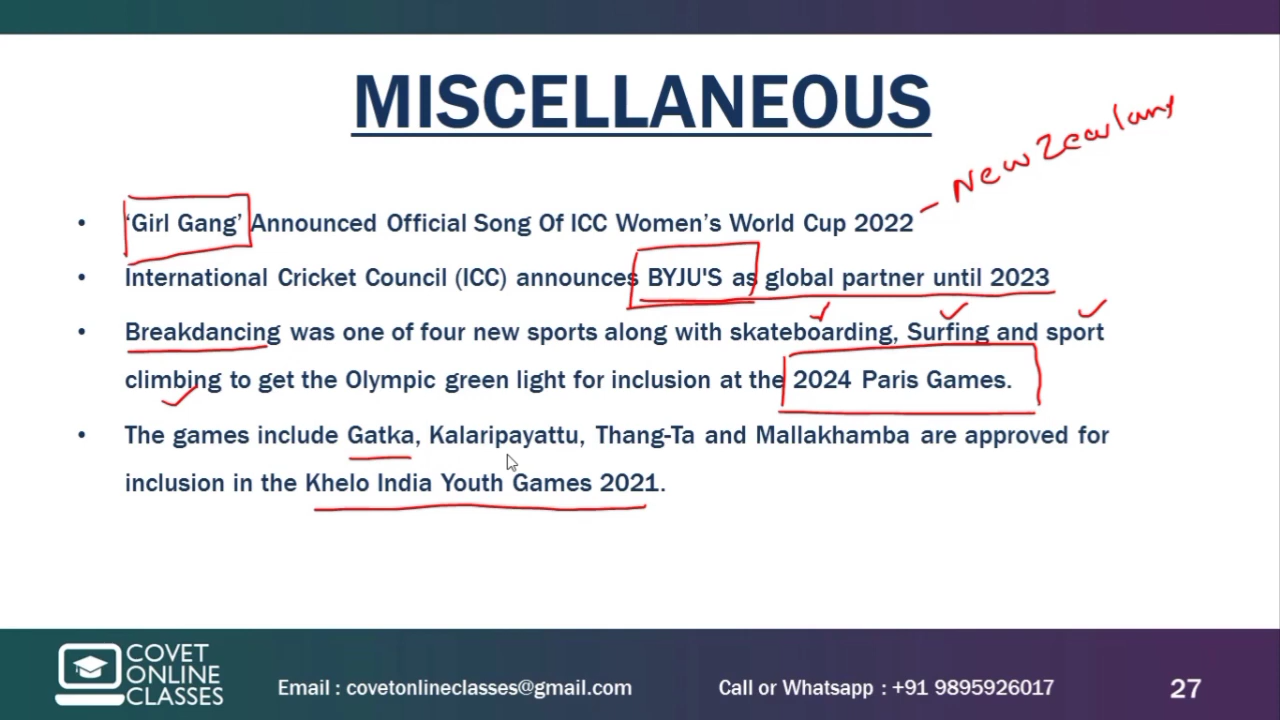 MISCELLANEOUS
New Zealand
• 'Girl Gang' Announced Official Song Of ICC Women's World Cup 2022 –
• International Cricket Council (ICC) announces BYJU'S as global partner until 2023
• Breakdancing was one of four new sports along with skateboarding, Surfing and sport
climbing to get the Olympic green light for inclusion at the 2024 Paris Games.
• The games include Gatka, Kalaripayattu, Thang-Ta and Mallakhamba are approved for
inclusion in the Khelo India Youth Games 2021.
COVET
ONLINE
CLASSES
Email : covetonlineclasses@gmail.com
Call or Whatsapp : +91 9895926017
27